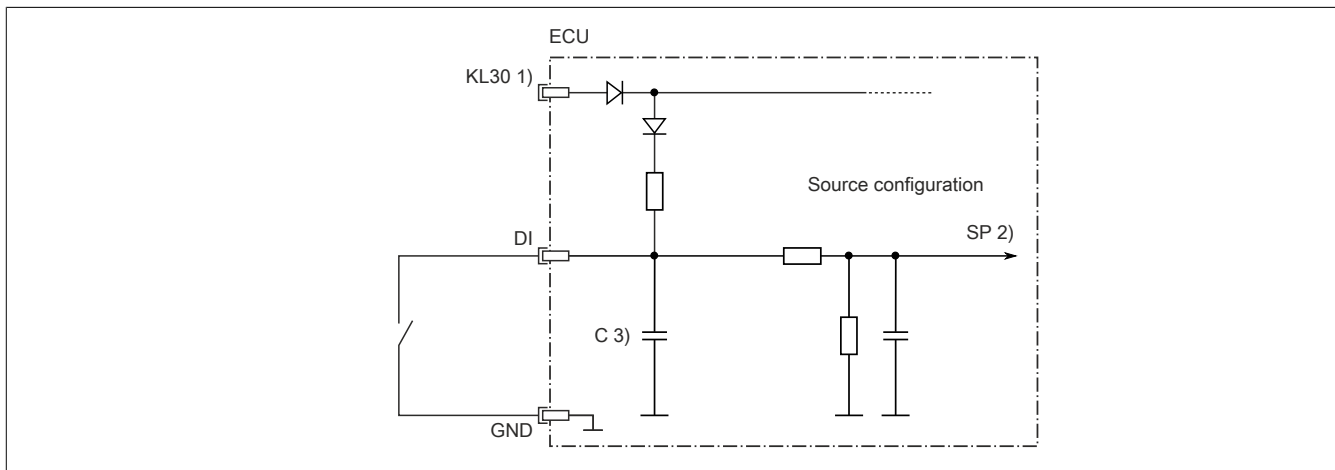 ECU
KL30 1)
Source configuration
DI
SP 2)
C 3)
GND